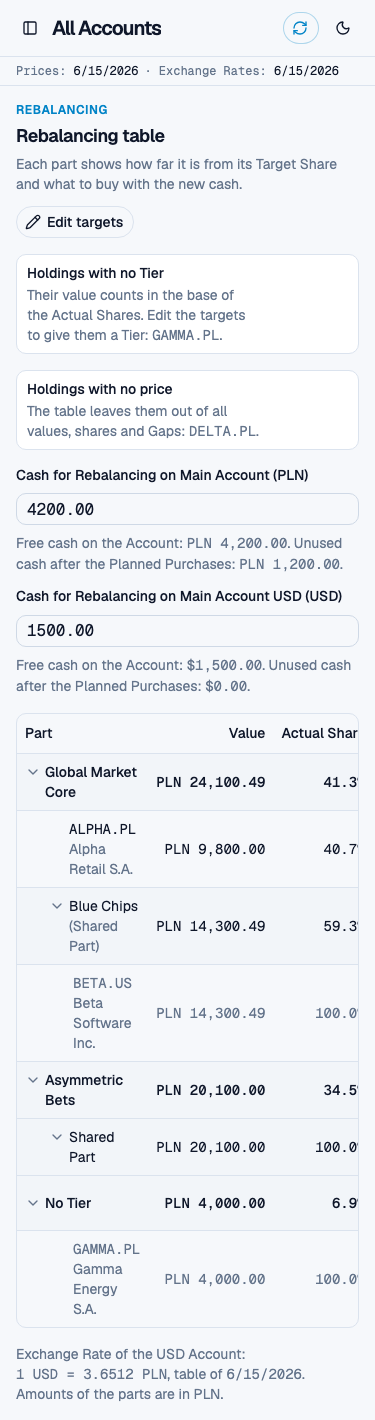 All Accounts
Prices: 6/15/2026 · Exchange Rates: 6/15/2026
REBALANCING
Rebalancing table
Each part shows how far it is from its Target Share
and what to buy with the new cash.
Edit targets
Holdings with no Tier
Their value counts in the base of
the Actual Shares. Edit the targets
to give them a Tier: GAMMA.PL.
Holdings with no price
The table leaves them out of all
values, shares and Gaps: DELTA.PL.
Cash for Rebalancing on Main Account (PLN)
4200.00
Free cash on the Account: PLN 4,200.00. Unused
cash after the Planned Purchases: PLN 1,200.00.
Cash for Rebalancing on Main Account USD (USD)
1500.00
Free cash on the Account: $1,500.00. Unused cash
after the Planned Purchases: $0.00.
Part Value Actual Shar
Global Market
Core
PLN 24,100.49 41.3
ALPHA.PL
Alpha
Retail S.A.
PLN 9,800.00 40.7
Blue Chips
(Shared
Part)
PLN 14,300.49 59.3
BETA.US
Beta
Software
Inc.
PLN 14,300.49 100.0
Asymmetric
Bets
PLN 20,100.00 34.5
Shared
Part
PLN 20,100.00 100.0
No Tier PLN 4,000.00 6.9
GAMMA.PL
Gamma
Energy
S.A.
PLN 4,000.00 100.0
Exchange Rate of the USD Account:
1 USD = 3.6512 PLN, table of 6/15/2026.
Amounts of the parts are in PLN.